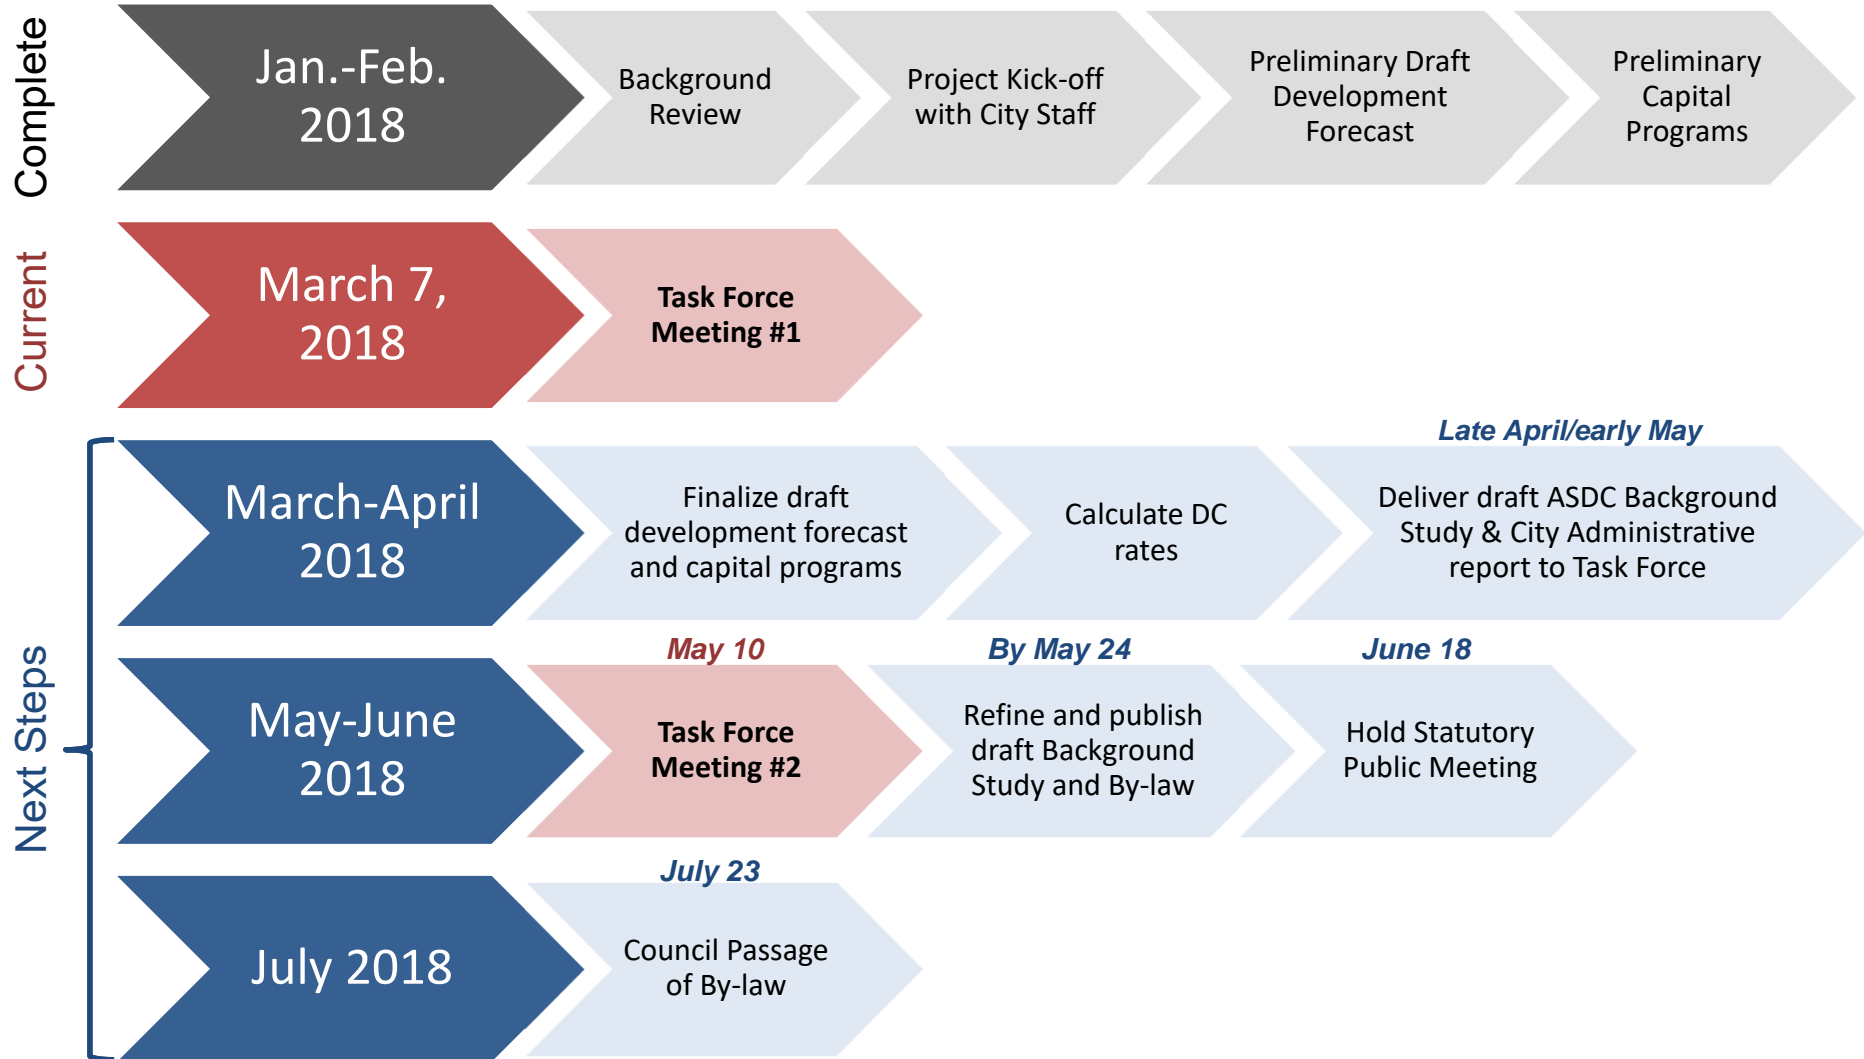 Complete
Jan.-Feb.
2018
Background
Review
Project Kick-off
with City Staff
Preliminary Draft
Development
Forecast
Preliminary
Capital
Programs
Current
March 7,
2018
Task Force
Meeting #1
Next Steps
March-April
2018
Finalize draft
development forecast
and capital programs
Calculate DC
rates
Late April/early May
Deliver draft ASDC Background
Study & City Administrative
report to Task Force
May-June
2018
May 10
Task Force
Meeting #2
By May 24
Refine and publish
draft Background
Study and By-law
June 18
Hold Statutory
Public Meeting
July 2018
July 23
Council Passage
of By-law